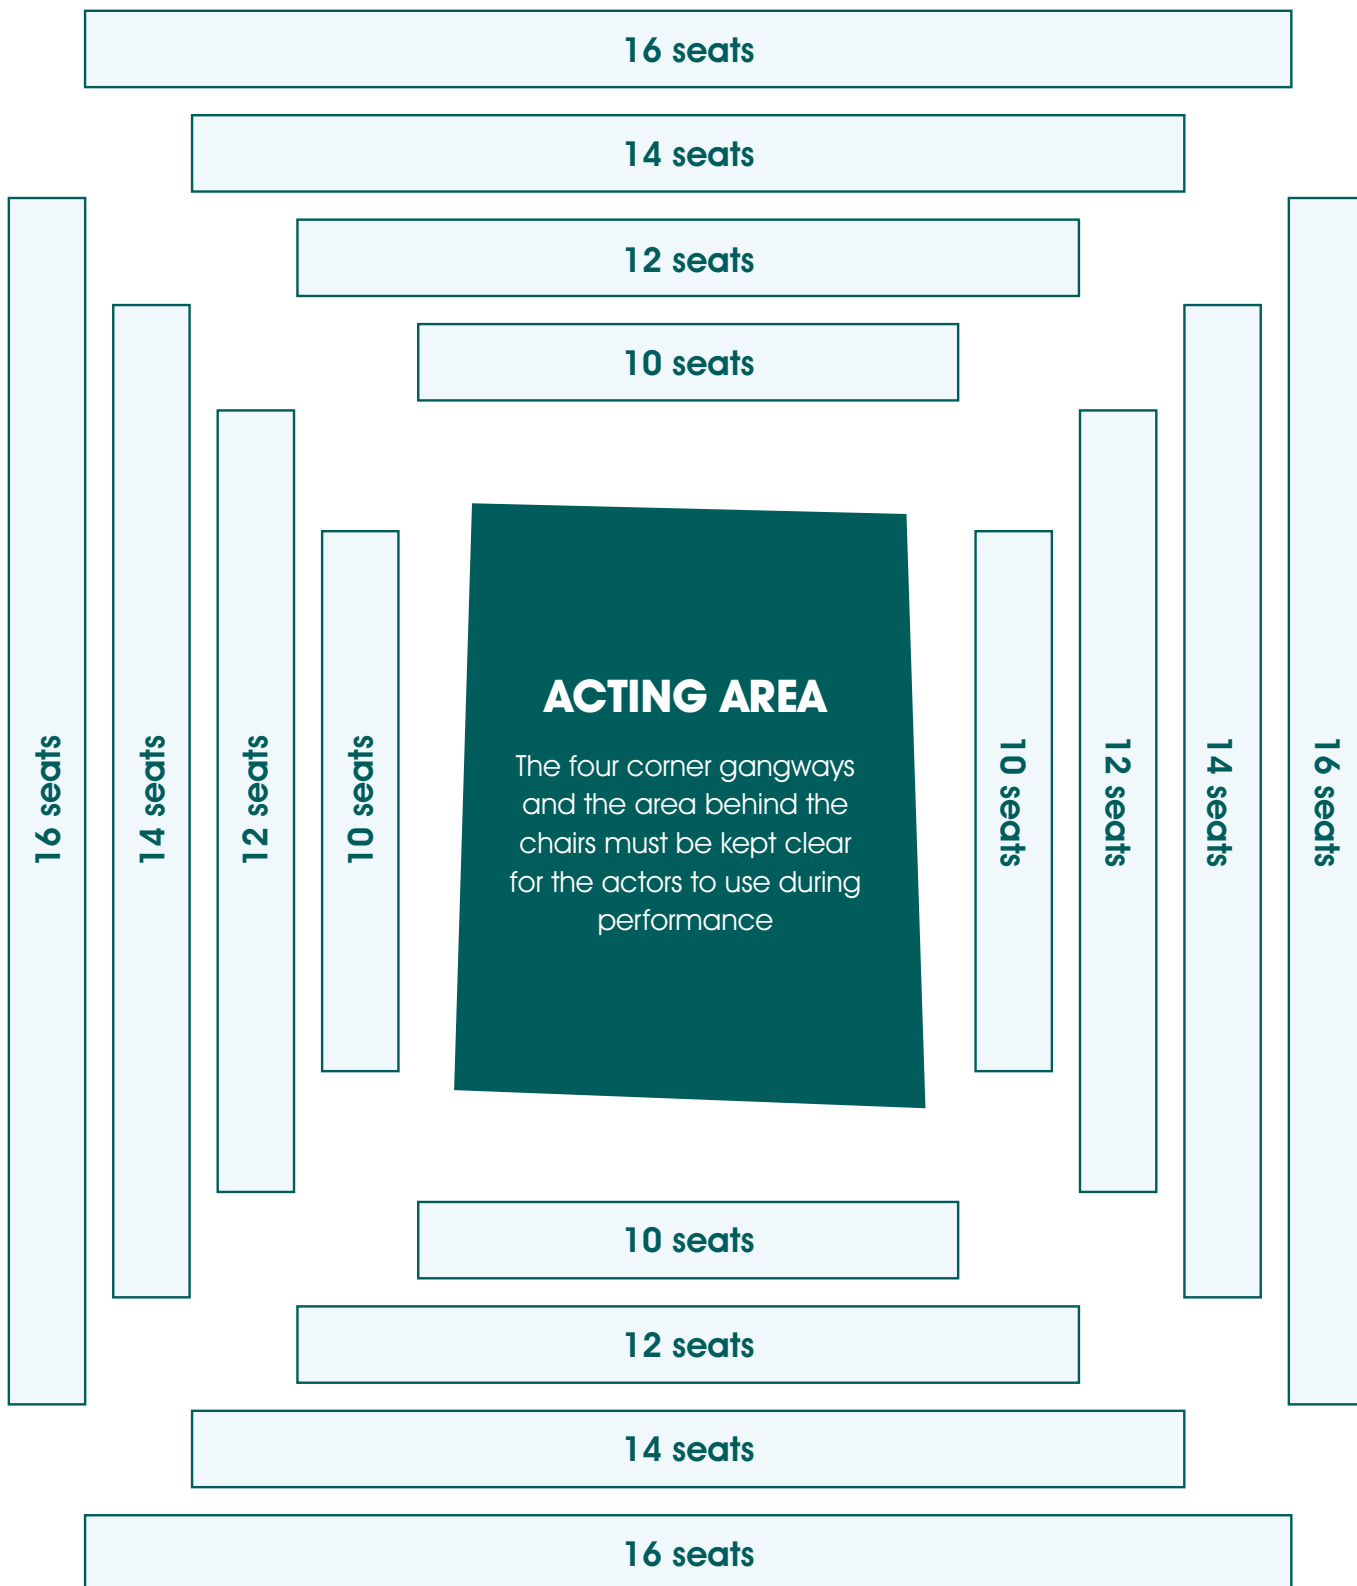 16 seats
14 seats
12 seats
10 seats
16 seats
14 seats
12 seats
10 seats
ACTING AREA
The four corner gangways
and the area behind the
chairs must be kept clear
for the actors to use during
performance
10 seats
12 seats
14 seats
16 seats
10 seats
12 seats
14 seats
16 seats